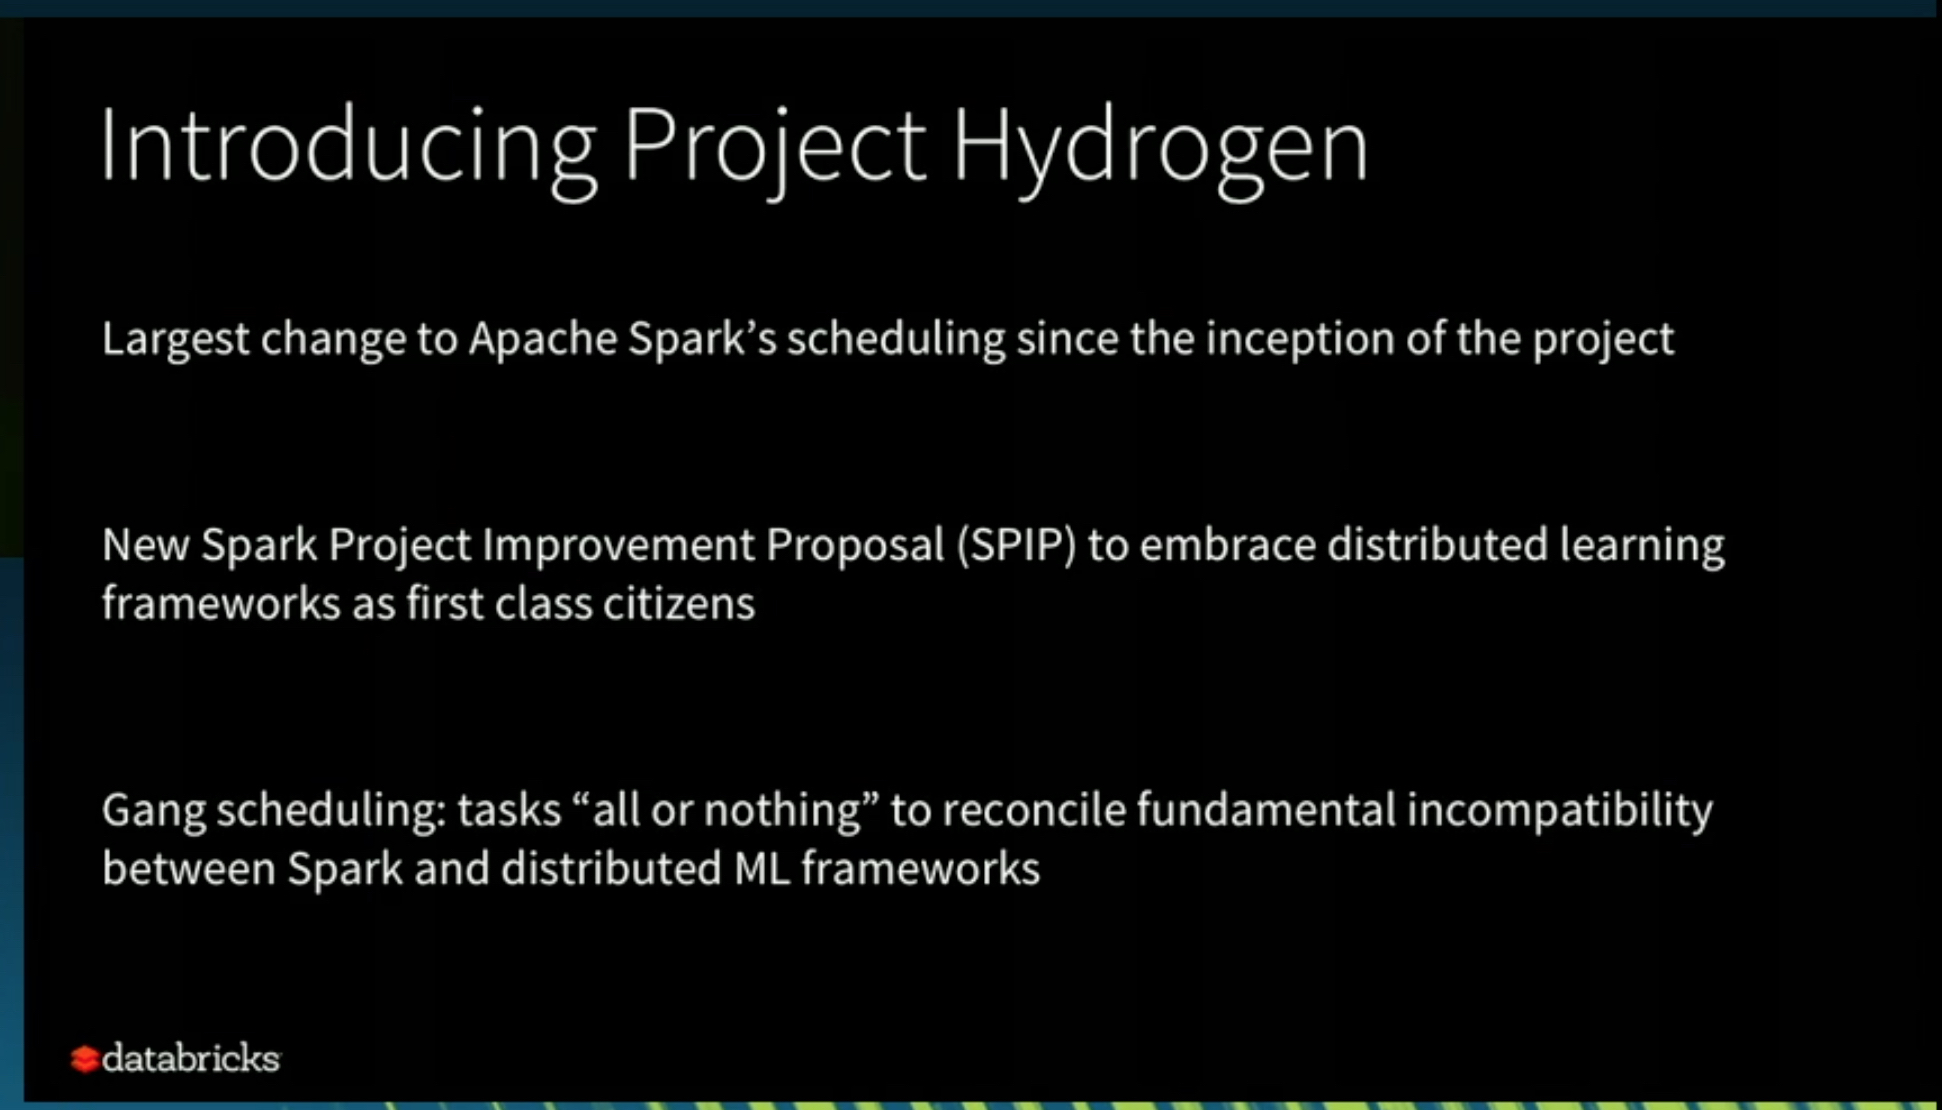 Introducing Project Hydrogen
Largest change to Apache Spark’s scheduling since the inception of the project
New Spark Project Improvement Proposal (SPIP) to embrace distributed learning
frameworks as first class citizens
Gang scheduling: tasks “all or nothing” to reconcile fundamental incompatibility
between Spark and distributed ML frameworks
databricks